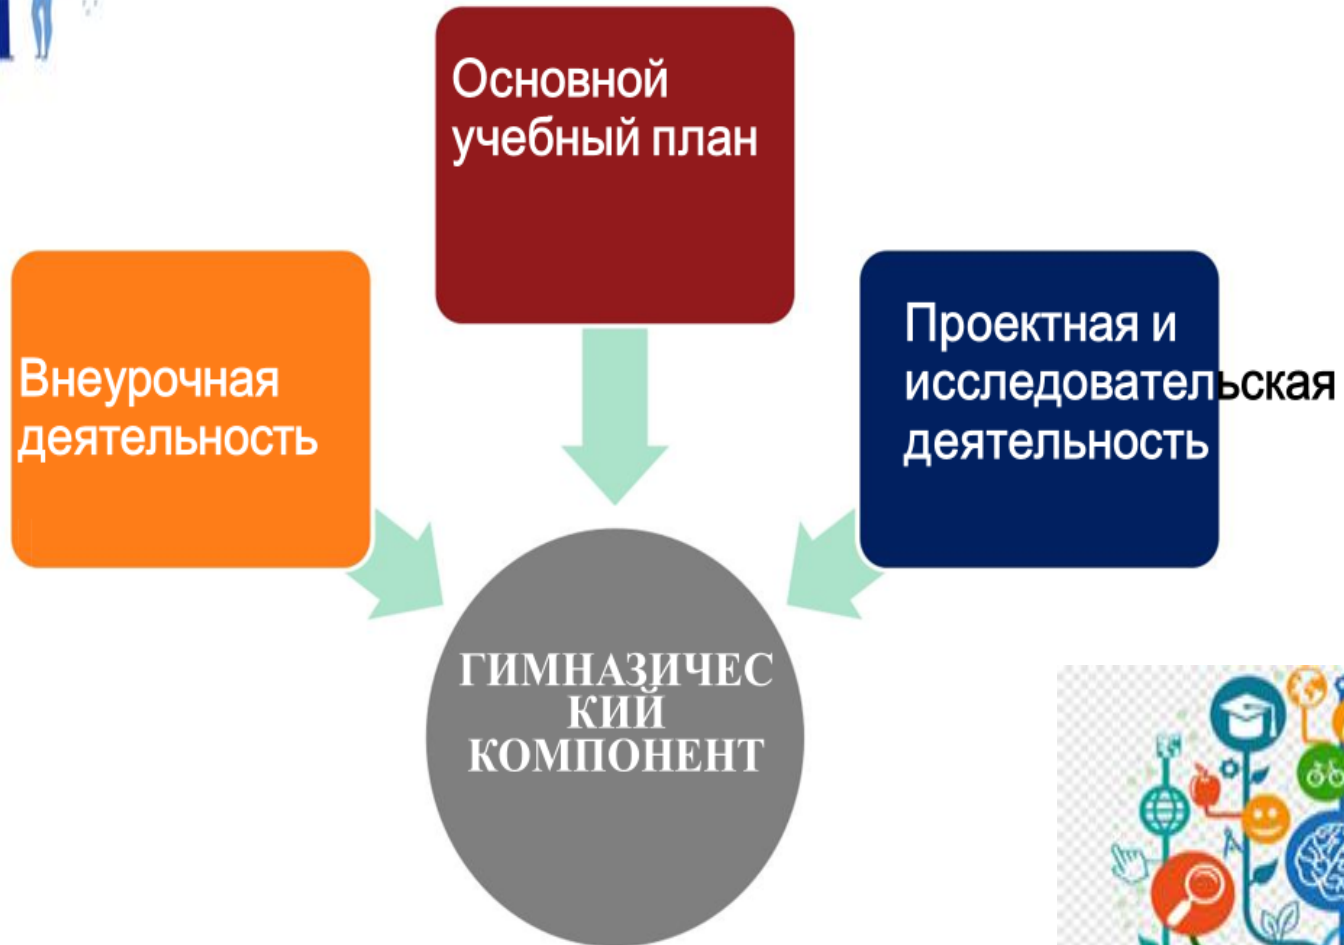 Основной
учебный план
Внеурочная
деятельность
Проектная и
исследовательская
деятельность
ГИМНАЗИЧЕС
КИЙ
КОМПОНЕНТ